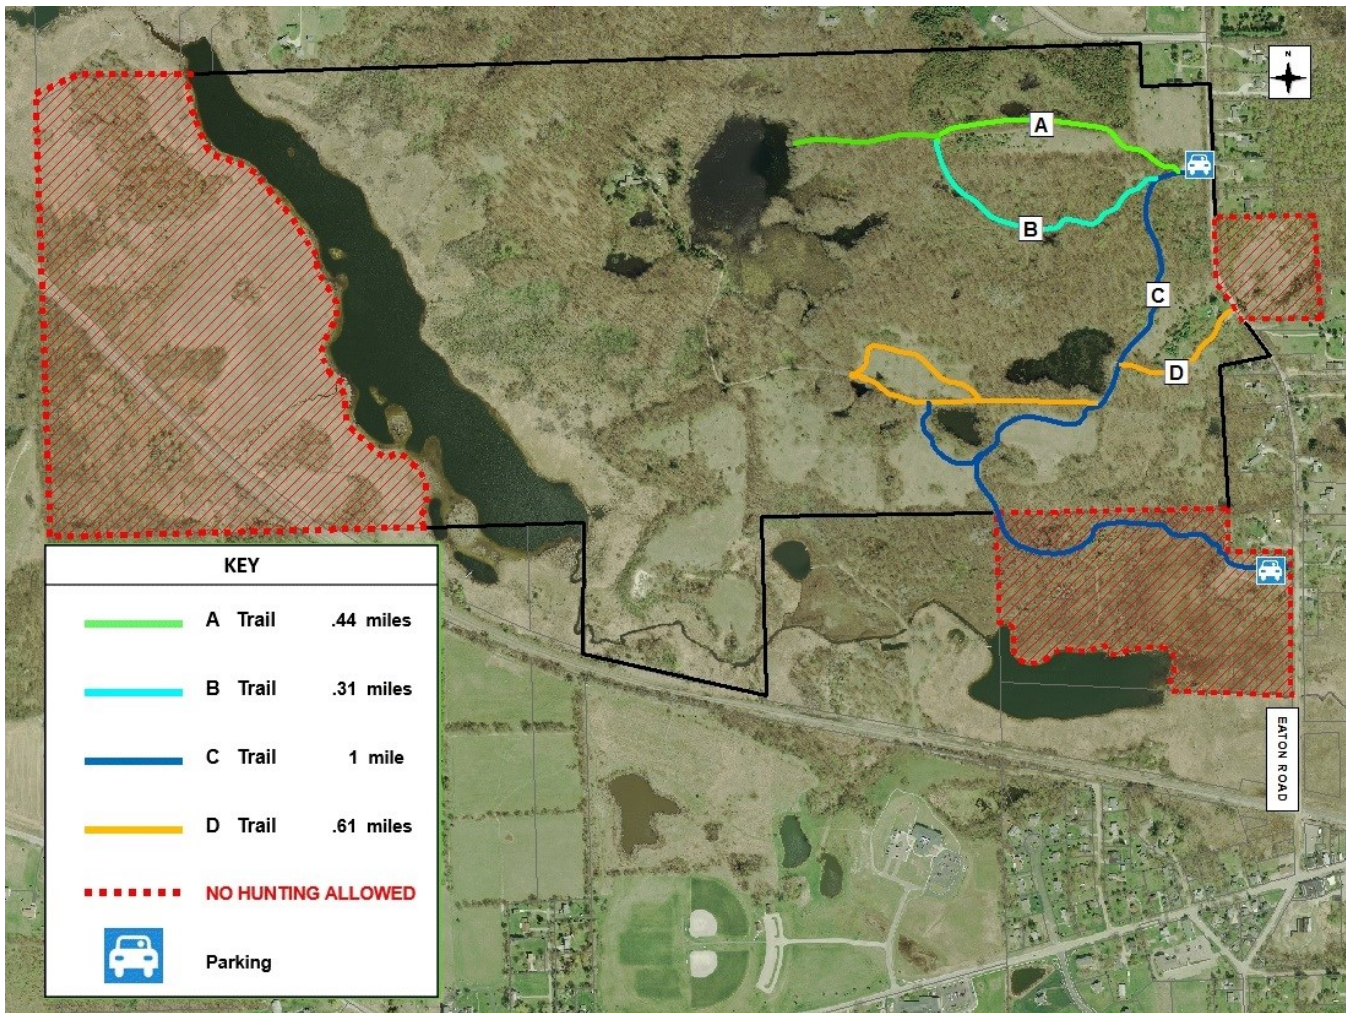 N
A
B
C
D
EATON ROAD
KEY
A Trail .44 miles
B Trail .31 miles
C Trail 1 mile
D Trail .61 miles
NO HUNTING ALLOWED
Parking